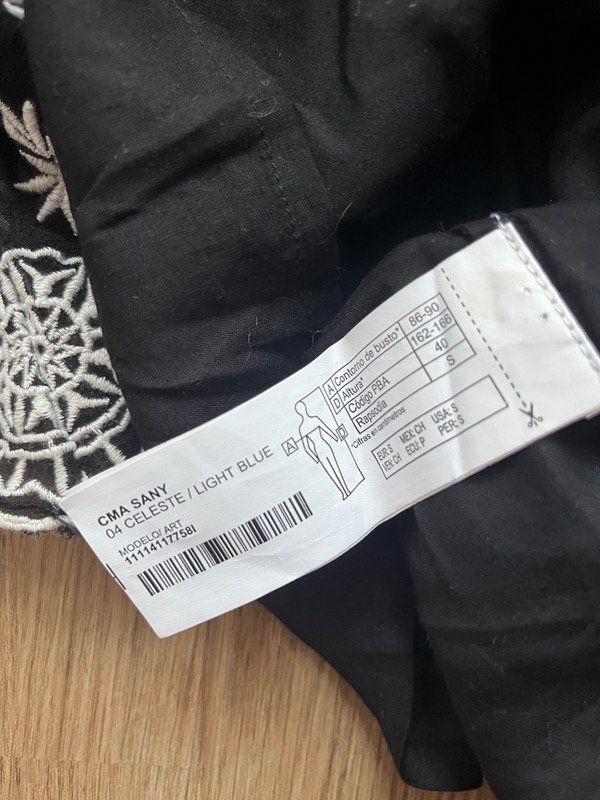 CMA SANY
04 CELESTE / LIGHT BLUE
MODELO/ ART
11114117758I
A Contorno de busto* 86-90
D Altura* 162-166
Código PBA 40
Rapsodia S
*Cifras en centímetros
A
D
EUR:S MEX:CH USA:S
VEN:CH ECU:P PER:S